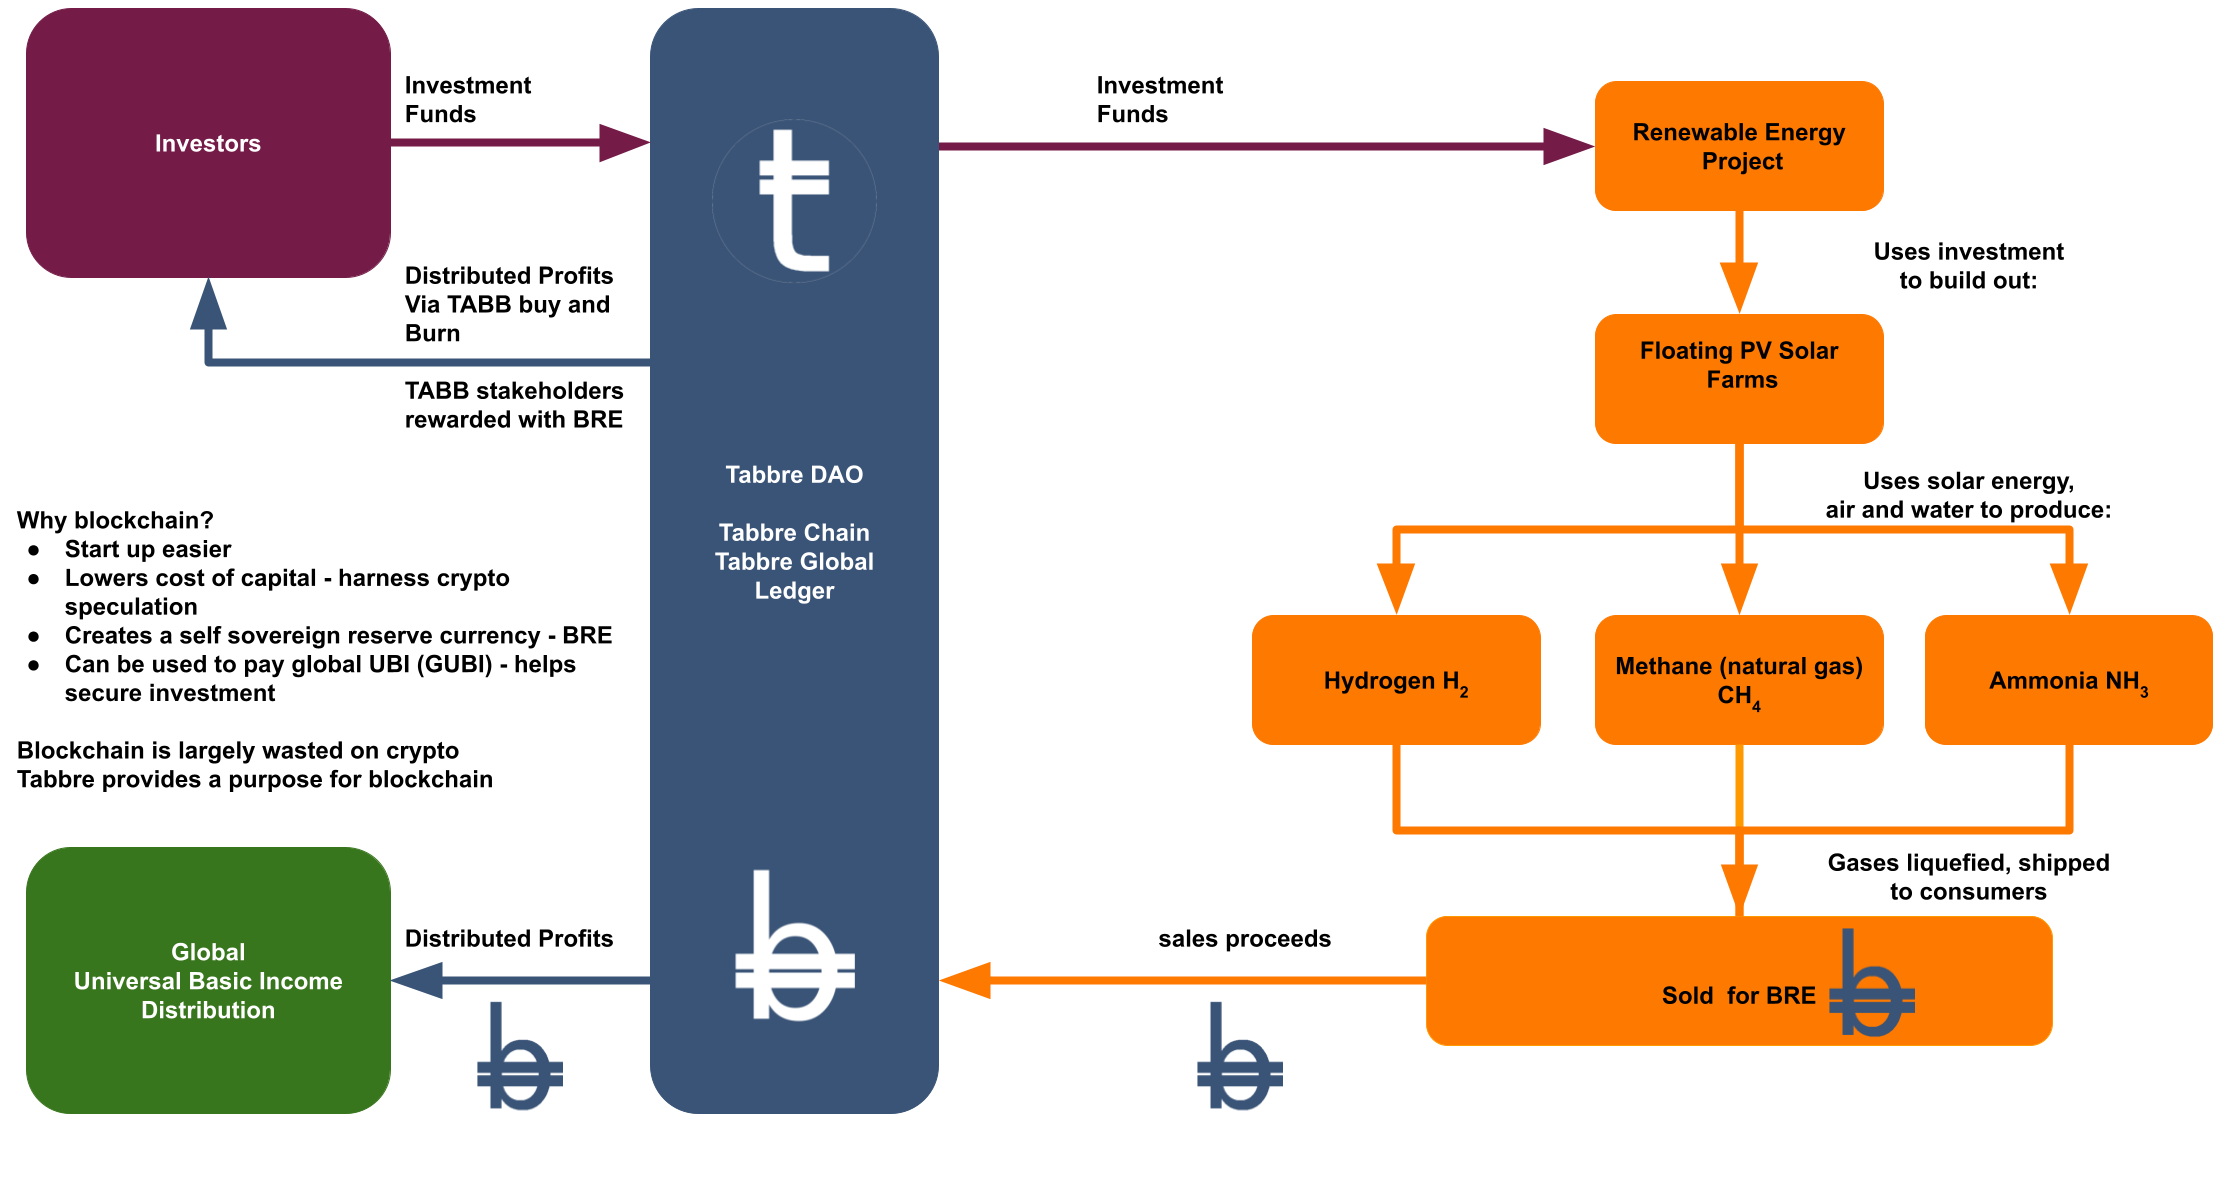 Investors
Investment
Funds
Distributed Profits
Via TABB buy and
Burn
TABB stakeholders
rewarded with BRE
Why blockchain?
● Start up easier
● Lowers cost of capital - harness crypto
speculation
● Creates a self sovereign reserve currency - BRE
● Can be used to pay global UBI (GUBI) - helps
secure investment
Blockchain is largely wasted on crypto
Tabbre provides a purpose for blockchain
Global
Universal Basic Income
Distribution
Distributed Profits
Tabbre DAO
Tabbre Chain
Tabbre Global
Ledger
Investment
Funds
Renewable Energy
Project
Uses investment
to build out:
Floating PV Solar
Farms
Uses solar energy,
air and water to produce:
Hydrogen H₂
Methane (natural gas)
CH₄
Ammonia NH₃
Gases liquefied, shipped
to consumers
Sold  for BRE
sales proceeds